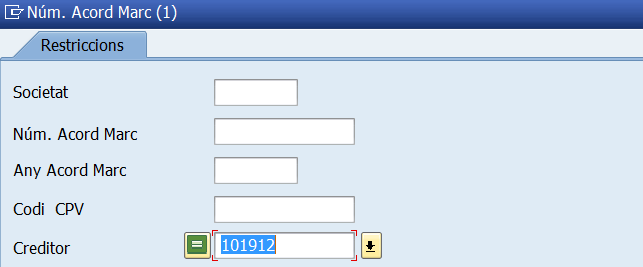 Núm. Acord Marc (1)
Restriccions
Societat
Núm. Acord Marc
Any Acord Marc
Codi CPV
Creditor 101912